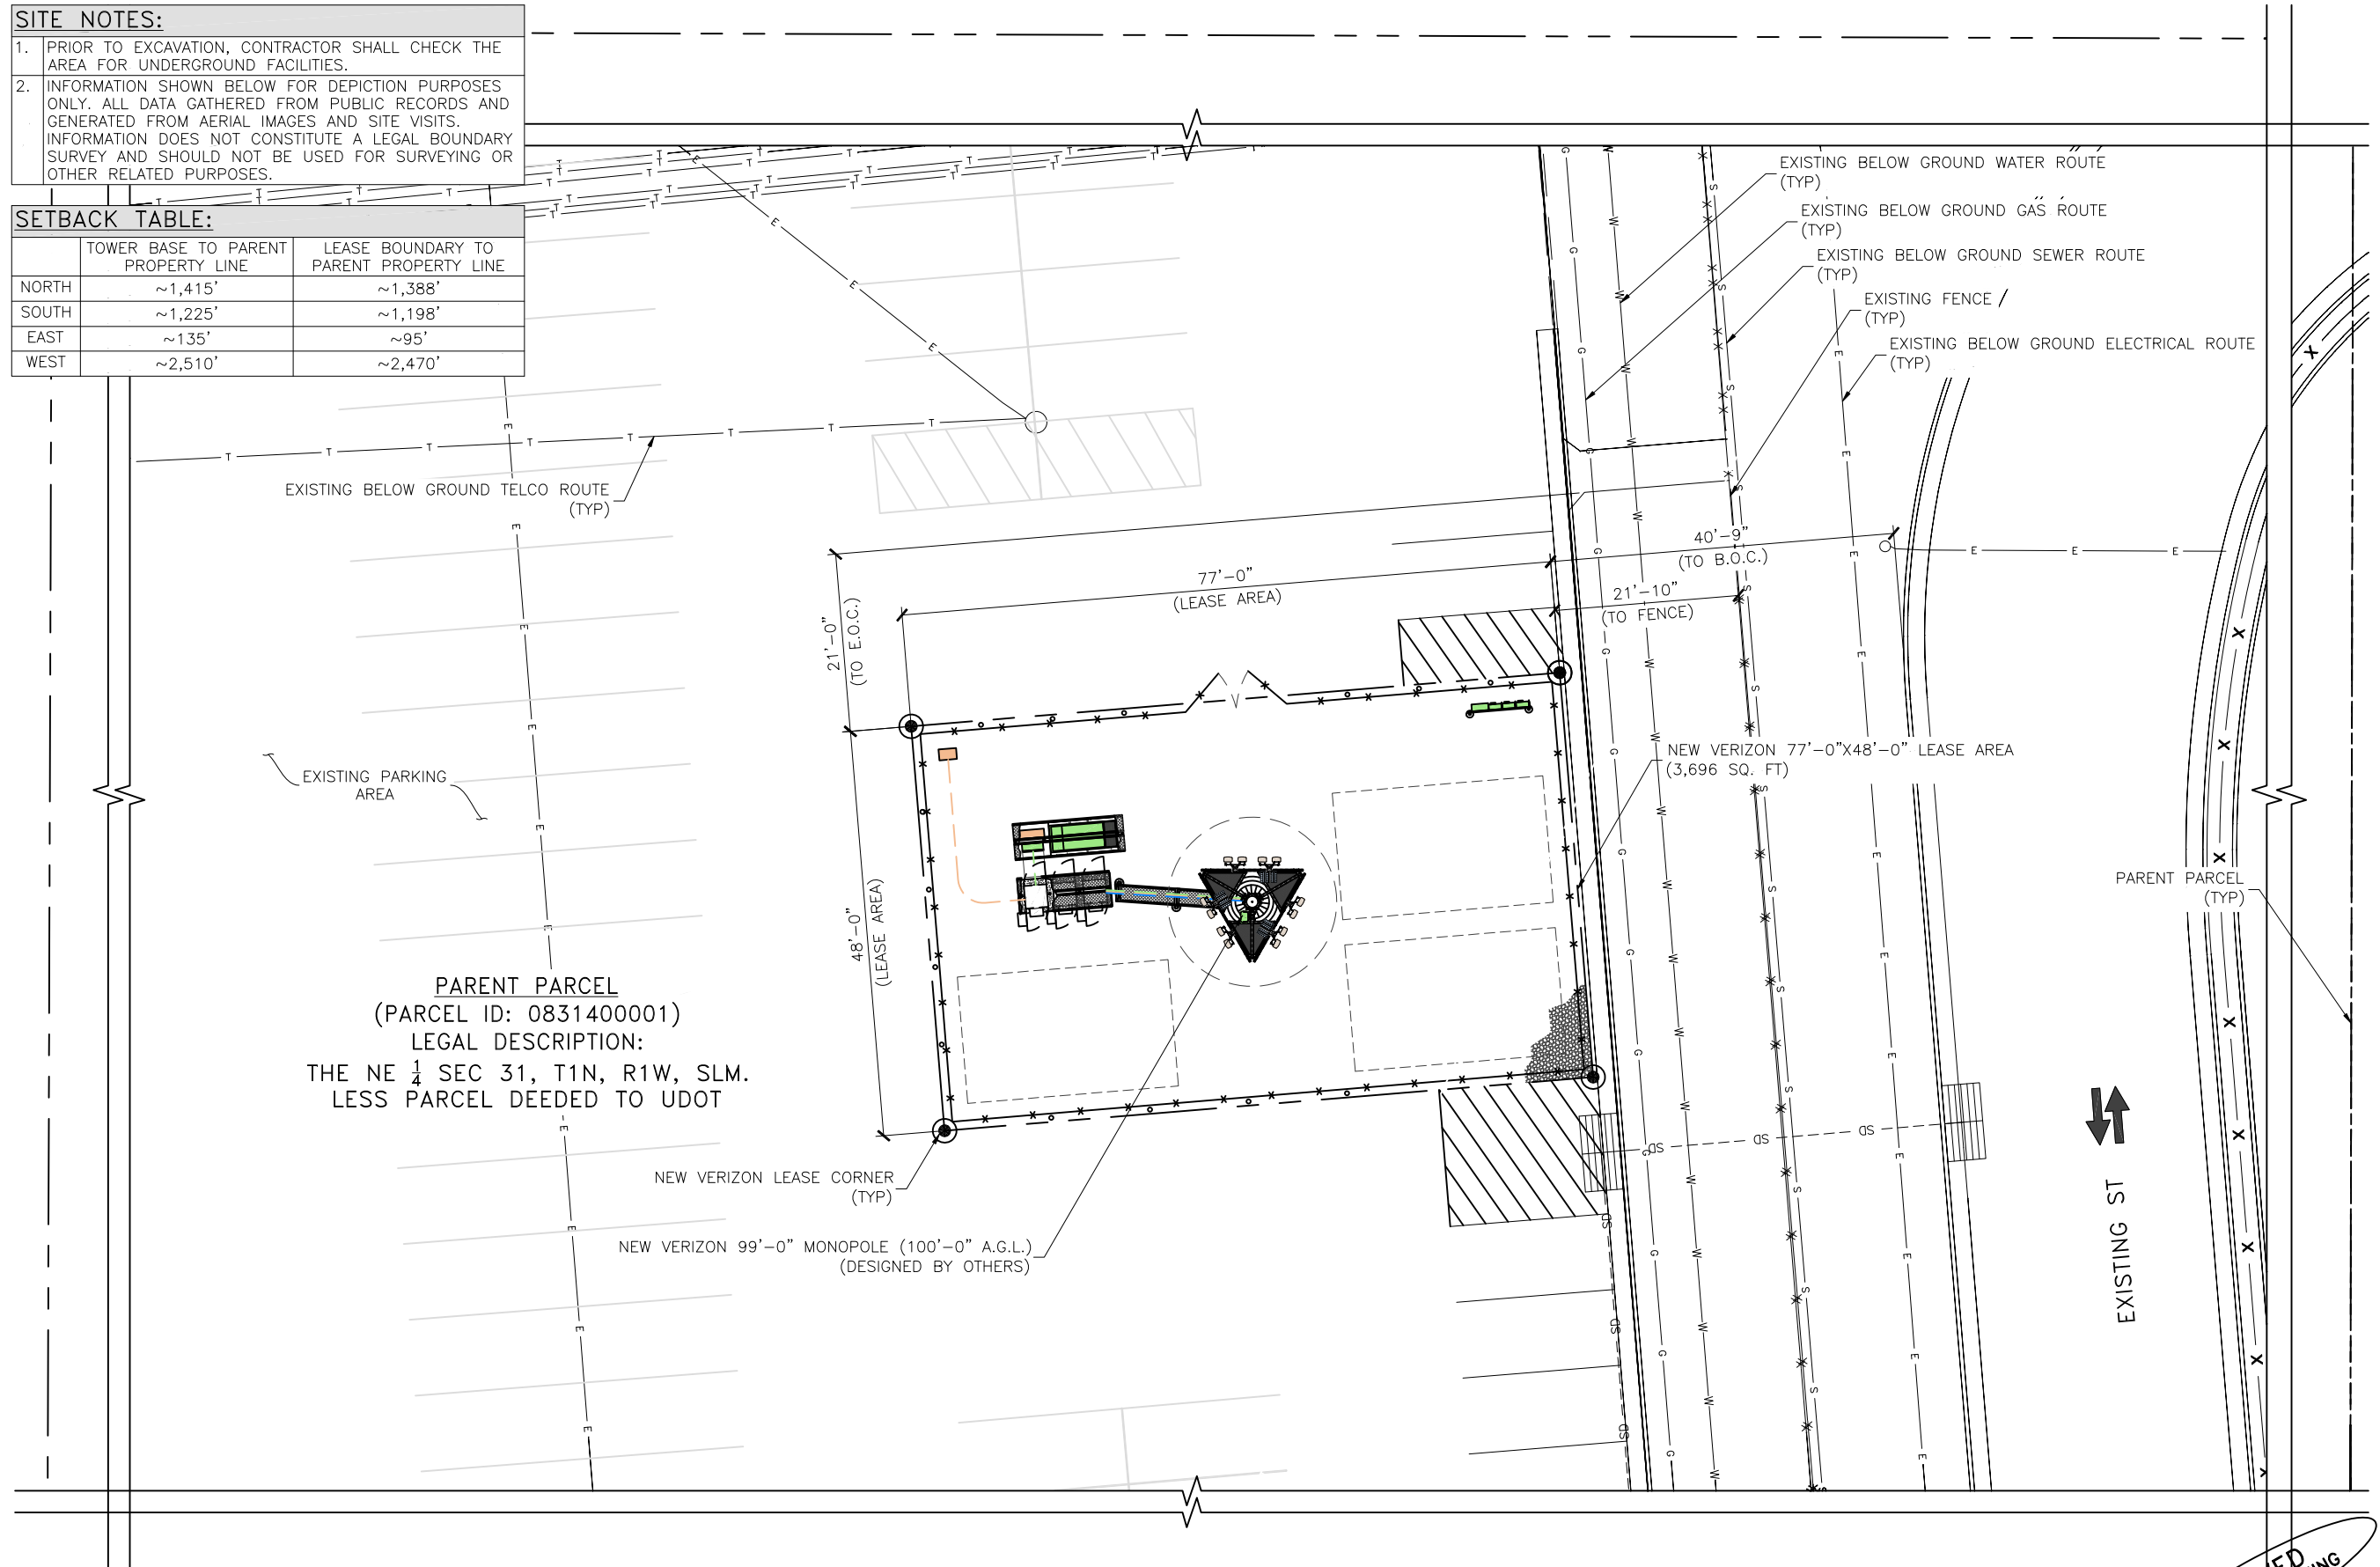 SITE NOTES:
1. PRIOR TO EXCAVATION, CONTRACTOR SHALL CHECK THE
AREA FOR UNDERGROUND FACILITIES.
2. INFORMATION SHOWN BELOW FOR DEPICTION PURPOSES
ONLY. ALL DATA GATHERED FROM PUBLIC RECORDS AND
GENERATED FROM AERIAL IMAGES AND SITE VISITS.
INFORMATION DOES NOT CONSTITUTE A LEGAL BOUNDARY
SURVEY AND SHOULD NOT BE USED FOR SURVEYING OR
OTHER RELATED PURPOSES.
SETBACK TABLE:
TOWER BASE TO PARENT
PROPERTY LINE
LEASE BOUNDARY TO
PARENT PROPERTY LINE
NORTH ~1,415' ~1,388'
SOUTH ~1,225' ~1,198'
EAST ~135' ~95'
WEST ~2,510' ~2,470'
EXISTING BELOW GROUND WATER ROUTE
(TYP)
EXISTING BELOW GROUND GAS ROUTE
(TYP)
EXISTING BELOW GROUND SEWER ROUTE
(TYP)
EXISTING FENCE
(TYP)
EXISTING BELOW GROUND ELECTRICAL ROUTE
(TYP)
EXISTING BELOW GROUND TELCO ROUTE
(TYP)
40'-9"
(TO B.O.C.)
77'-0"
(LEASE AREA)
21'-10"
(TO FENCE)
21'-0"
(TO E.O.C.)
NEW VERIZON 77'-0"X48'-0" LEASE AREA
(3,696 SQ. FT)
EXISTING PARKING
AREA
48'-0"
(LEASE AREA)
PARENT PARCEL
(TYP)
PARENT PARCEL
(PARCEL ID: 0831400001)
LEGAL DESCRIPTION:
THE NE 1/4 SEC 31, T1N, R1W, SLM.
LESS PARCEL DEEDED TO UDOT
NEW VERIZON LEASE CORNER
(TYP)
NEW VERIZON 99'-0" MONOPOLE (100'-0" A.G.L.)
(DESIGNED BY OTHERS)
EXISTING ST